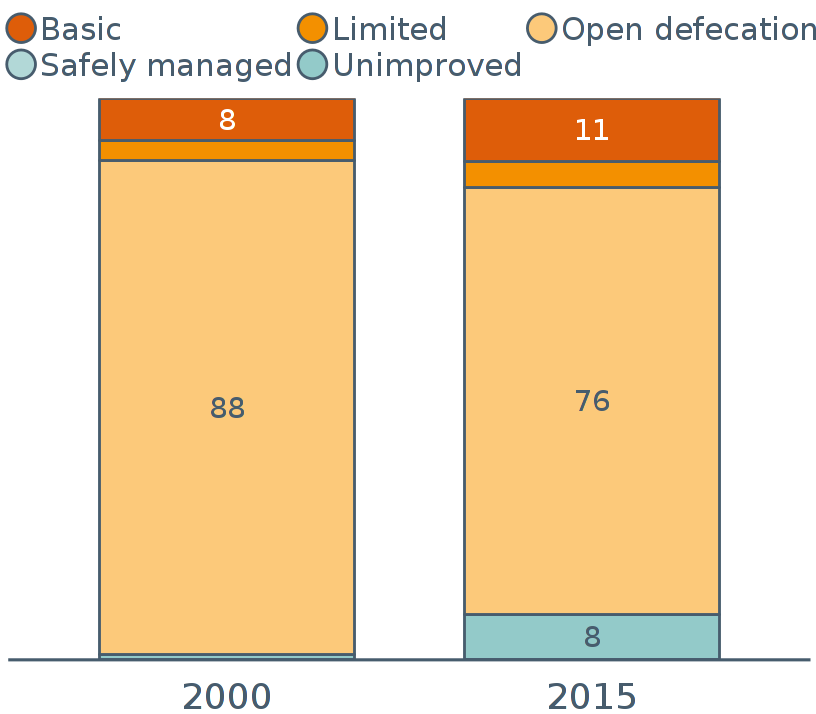 Basic Limited Open defecation
Safely managed Unimproved
8 11
88 76
8
2000 2015